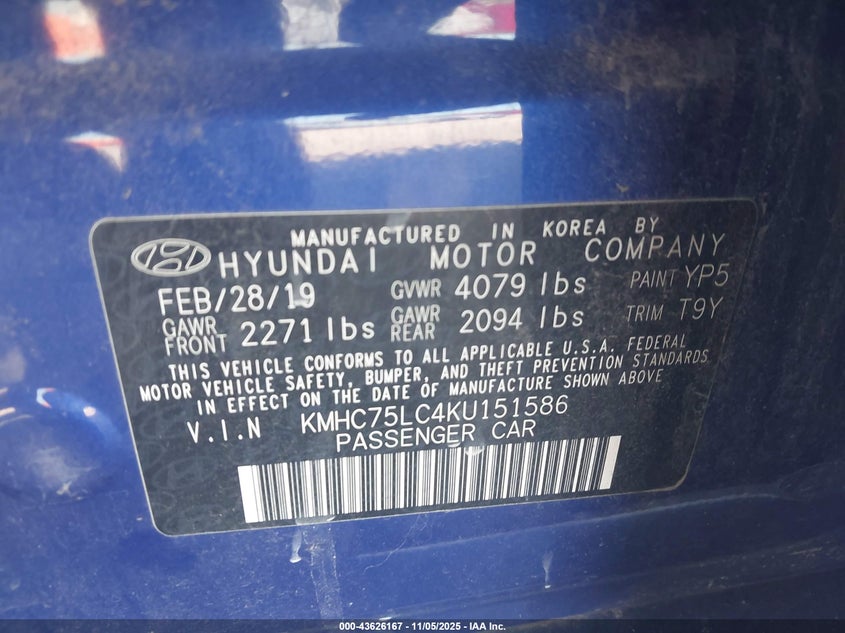 MANUFACTURED IN KOREA BY
HYUNDAI MOTOR COMPANY
FEB/28/19 GVWR 4079 lbs PAINT YP5
GAWR FRONT 2271 lbs GAWR REAR 2094 lbs TRIM T9Y
THIS VEHICLE CONFORMS TO ALL APPLICABLE U.S.A. FEDERAL
MOTOR VEHICLE SAFETY, BUMPER, AND THEFT PREVENTION STANDARDS
IN EFFECT ON THE DATE OF MANUFACTURE SHOWN ABOVE
V.I.N KMHC75LC4KU151586
PASSENGER CAR
000-43626167 - 11/05/2025 - IAA Inc.